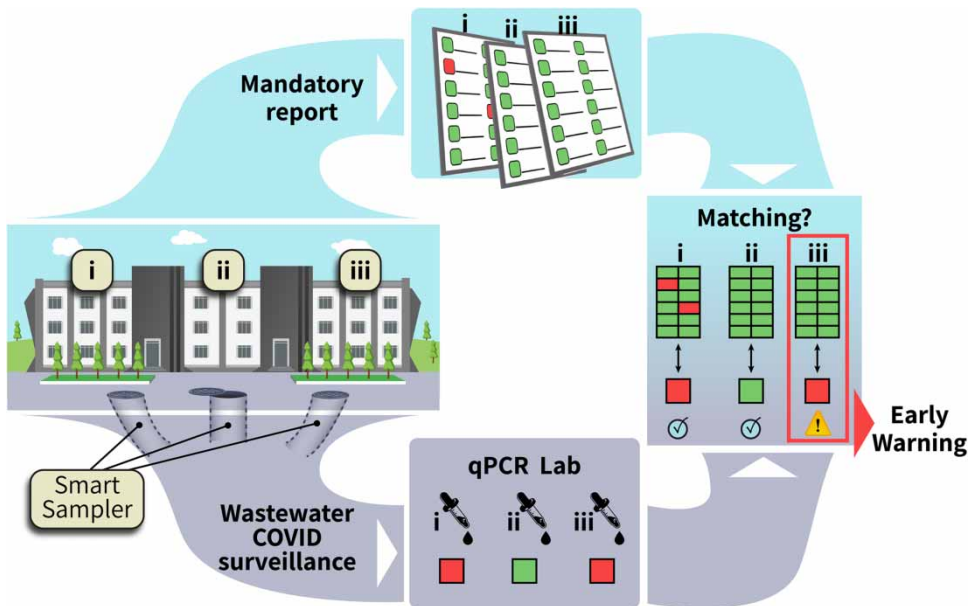 i
ii
iii
Mandatory
report
Matching?
i
ii
iii
i
ii
iii
Early
Warning
Smart
Sampler
Wastewater
COVID
surveillance
qPCR Lab
i
ii
iii